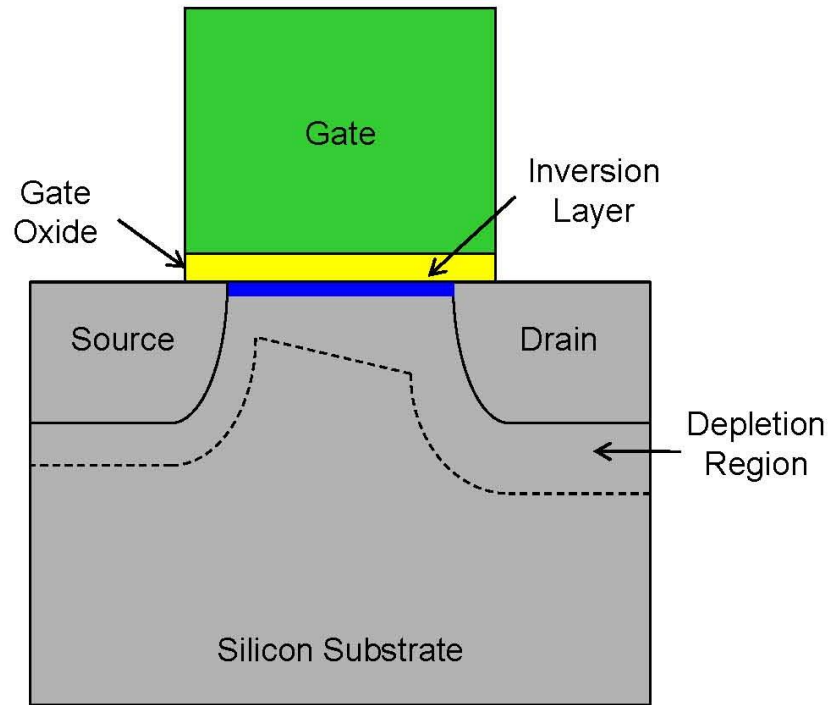 Gate
Gate
Oxide
Inversion
Layer
Source
Drain
Depletion
Region
Silicon Substrate